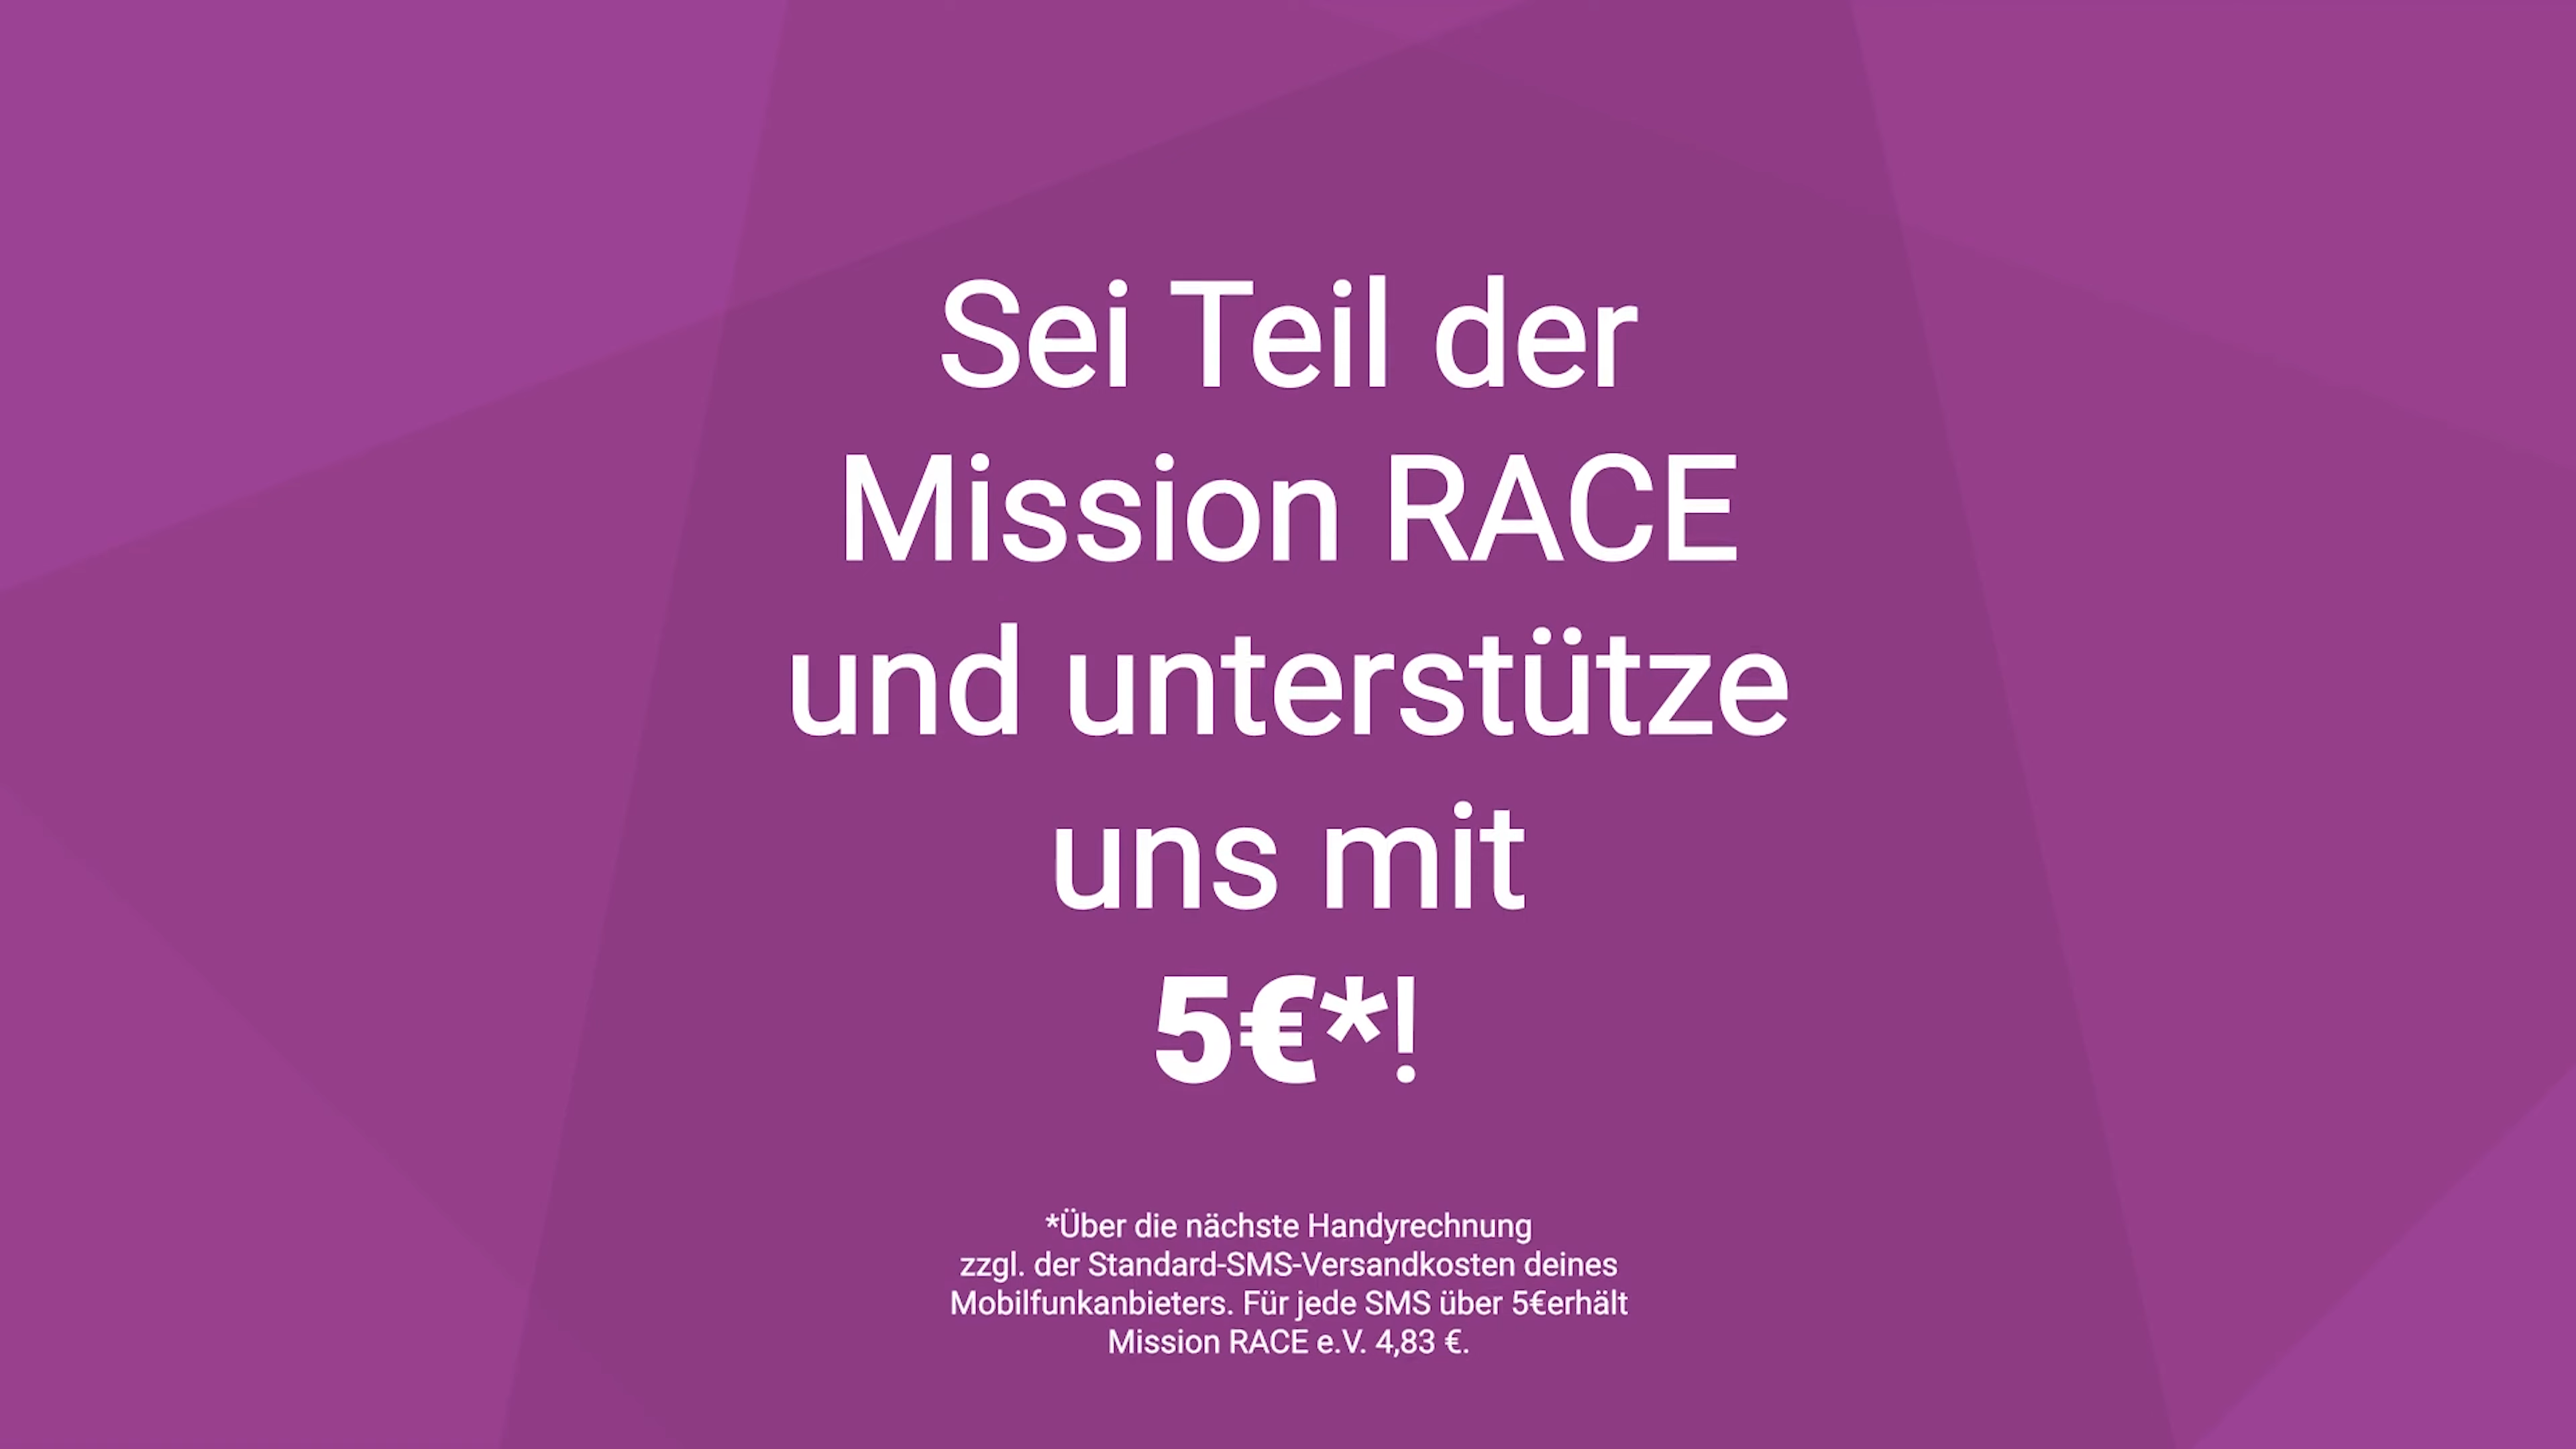 Sei Teil der
Mission RACE
und unterstütze
uns mit
5€*!
*Über die nächste Handyrechnung
zzgl. der Standard-SMS-Versandkosten deines
Mobilfunkanbieters. Für jede SMS über 5€erhält
Mission RACE e.V. 4,83 €.